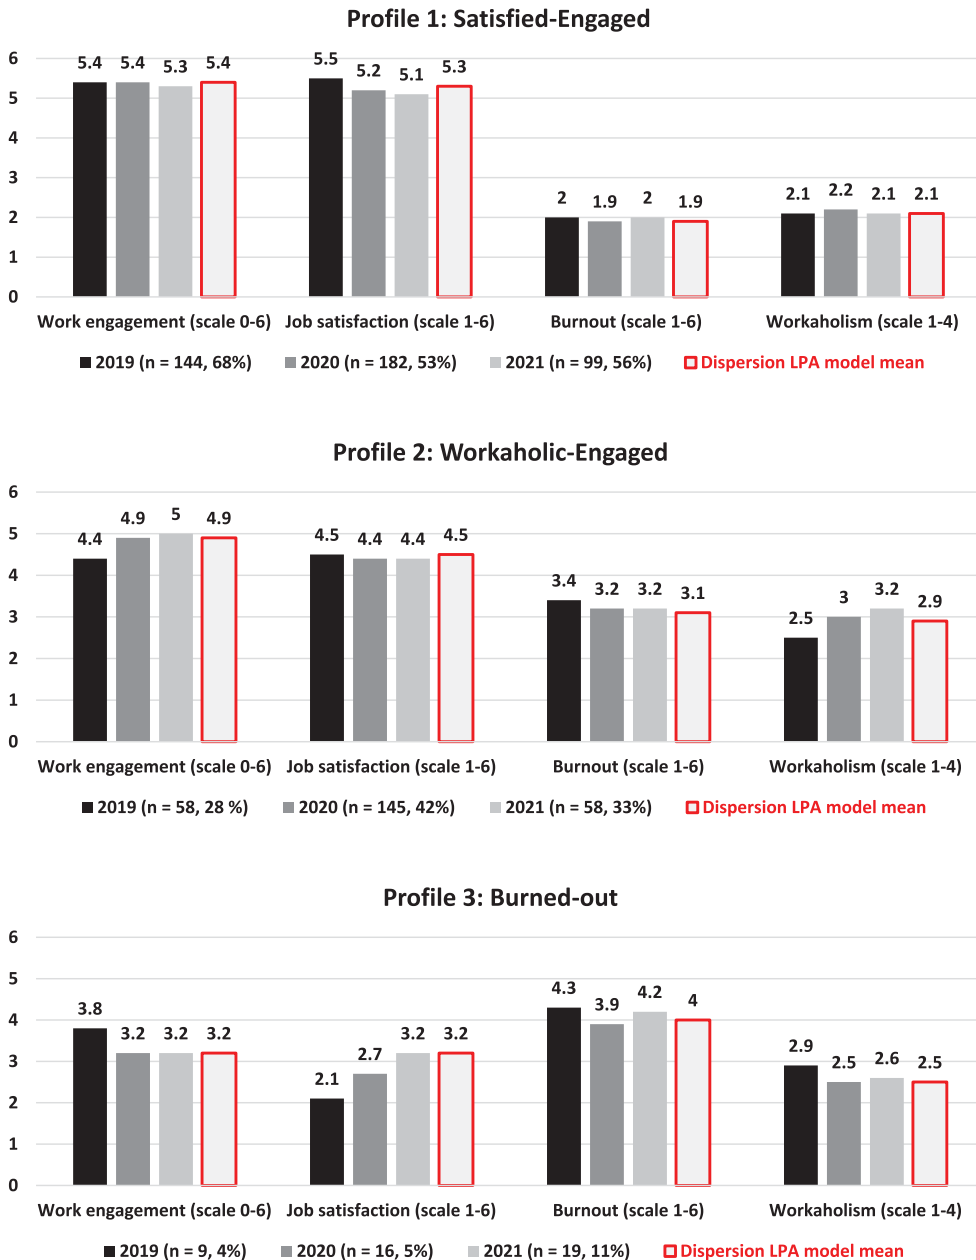 Profile 1: Satisfied-Engaged
6
5
4
3
2
1
0
5.4 5.4 5.3 5.4
5.5 5.2 5.1 5.3
2 1.9 2 1.9
2.1 2.2 2.1 2.1
Work engagement (scale 0-6) Job satisfaction (scale 1-6) Burnout (scale 1-6) Workaholism (scale 1-4)
2019 (n = 144, 68%) 2020 (n = 182, 53%) 2021 (n = 99, 56%) Dispersion LPA model mean
Profile 2: Workaholic-Engaged
6
5
4
3
2
1
0
4.4 4.9 5 4.9
4.5 4.4 4.4 4.5
3.4 3.2 3.2 3.1
2.5 3 3.2 2.9
Work engagement (scale 0-6) Job satisfaction (scale 1-6) Burnout (scale 1-6) Workaholism (scale 1-4)
2019 (n = 58, 28 %) 2020 (n = 145, 42%) 2021 (n = 58, 33%) Dispersion LPA model mean
Profile 3: Burned-out
6
5
4
3
2
1
0
3.8 3.2 3.2 3.2
2.1 2.7 3.2 3.2
4.3 3.9 4.2 4
2.9 2.5 2.6 2.5
Work engagement (scale 0-6) Job satisfaction (scale 1-6) Burnout (scale 1-6) Workaholism (scale 1-4)
2019 (n = 9, 4%) 2020 (n = 16, 5%) 2021 (n = 19, 11%) Dispersion LPA model mean